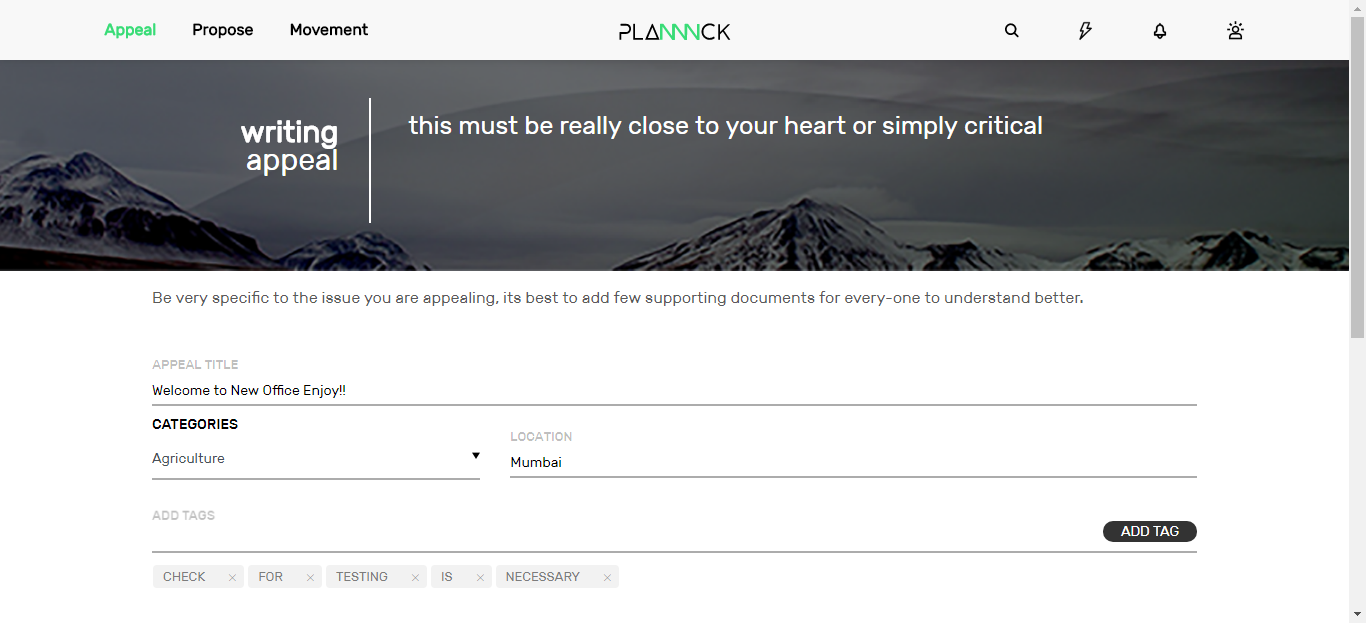 Appeal Propose Movement PLANNNCK
writing
appeal
this must be really close to your heart or simply critical
Be very specific to the issue you are appealing, its best to add few supporting documents for every-one to understand better.
APPEAL TITLE
Welcome to New Office Enjoy!!
CATEGORIES
Agriculture
LOCATION
Mumbai
ADD TAGS
ADD TAG
CHECK × FOR × TESTING × IS × NECESSARY ×